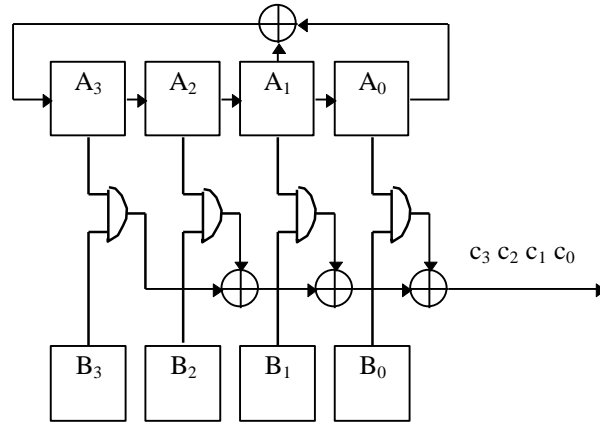 A₃ A₂ A₁ A₀
c₃ c₂ c₁ c₀
B₃ B₂ B₁ B₀